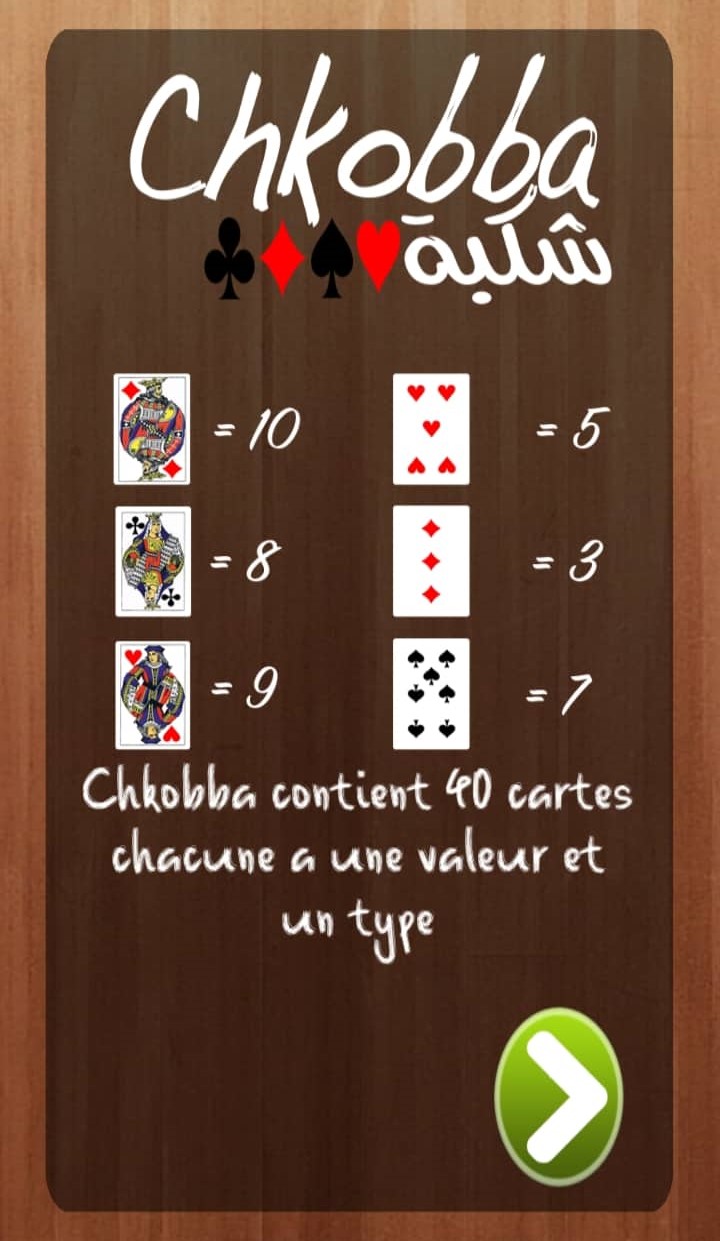 Chkobba
شكبة
= 10
= 5
= 8
= 3
= 9
= 7
Chkobba contient 40 cartes
chacune a une valeur et
un type